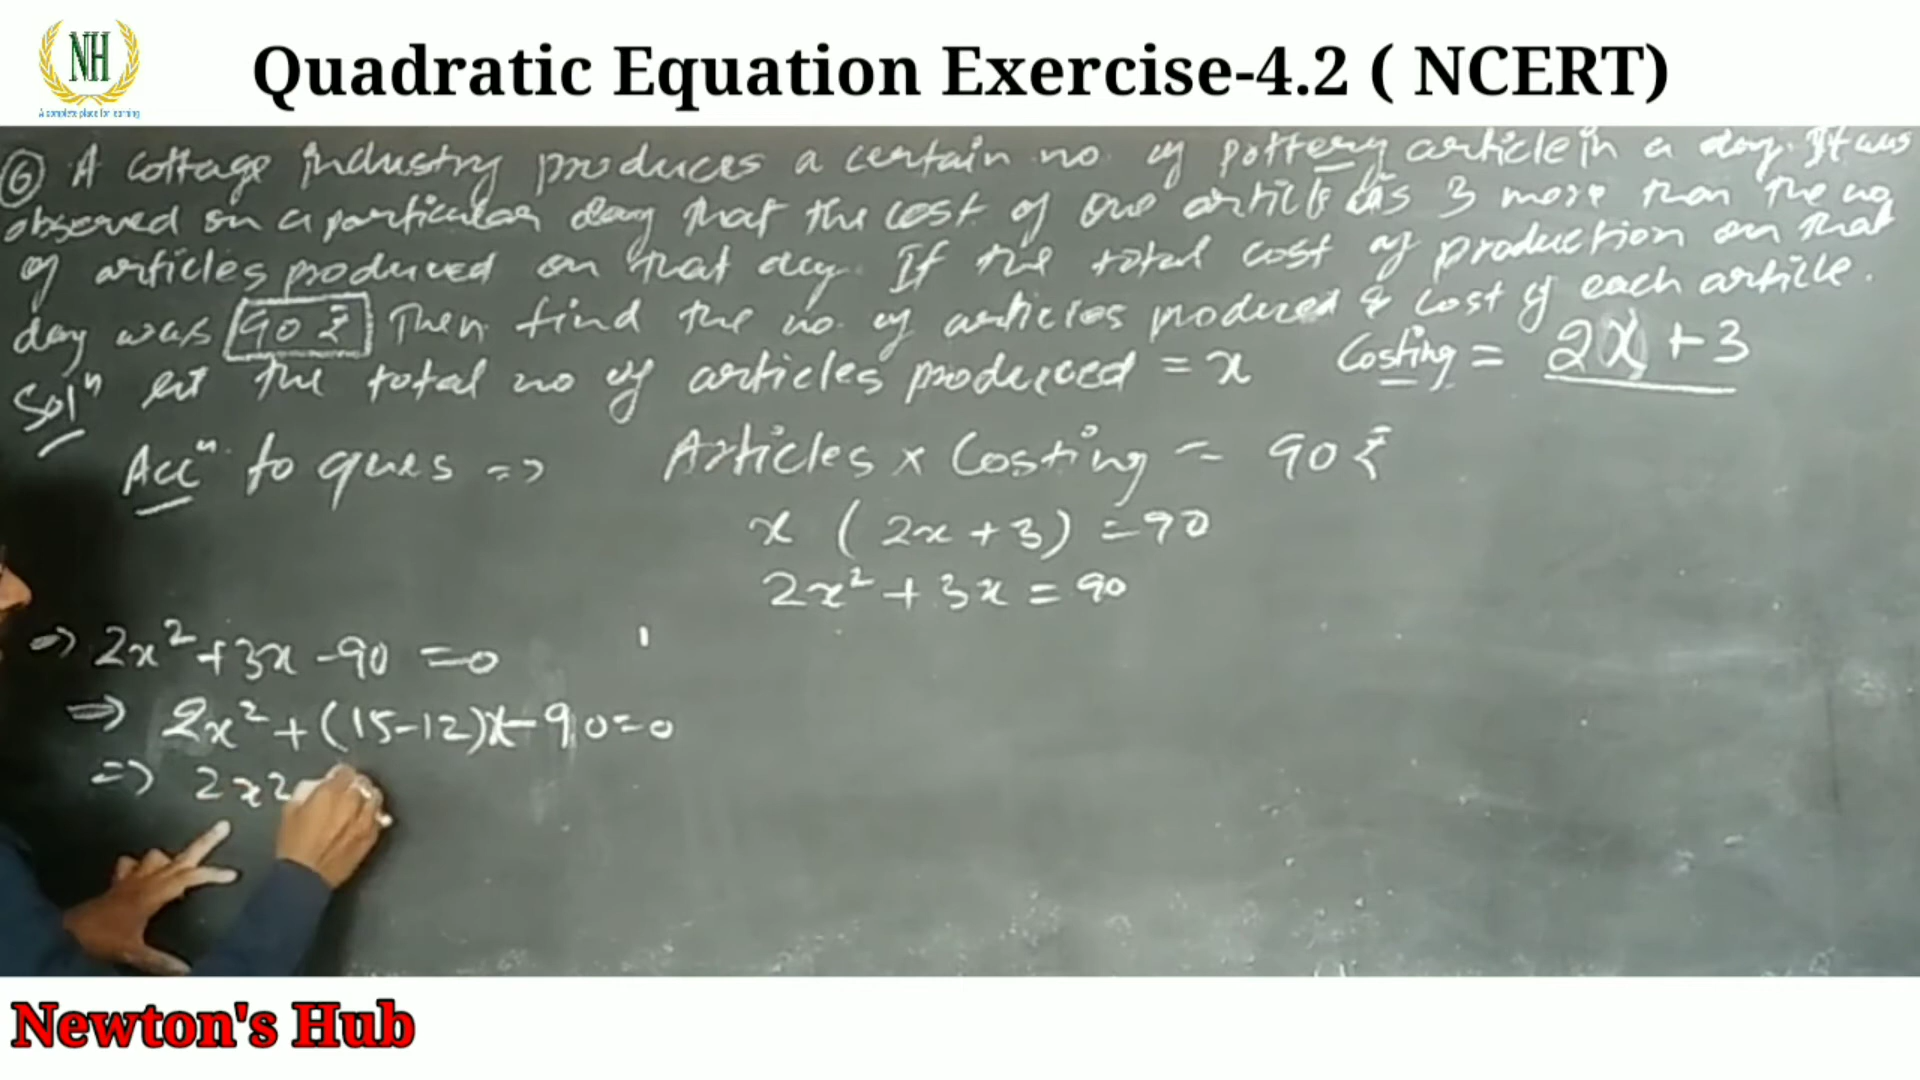 NH
A complete place for learning
Quadratic Equation Exercise-4.2 ( NCERT)
⑥ A cottage industry produces a certain no. of pottery article in a day. It was
observed on a particular day that the cost of one article was 3 more than the no
of articles produced on that day. If the total cost of production on that
day was 90 ₹ Then find the no. of articles produced & cost of each article.
Solⁿ let the total no of articles produced = x Costing = 2x + 3
Accⁿ to ques => Articles x Costing = 90 ₹
x ( 2x + 3 ) = 90
2x² + 3x = 90
=> 2x² + 3x - 90 = 0
=> 2x² + (15-12)x - 90 = 0
=> 2x2
Newton's Hub